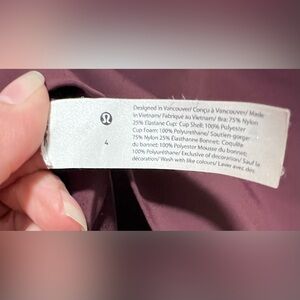 4
Designed in Vancouver/ Conçu à Vancouver/ Made
in Vietnam/ Fabriqué au Vietnam/ Bra: 75% Nylon
25% Elastane Cup: Cup Shell: 100% Polyester
Cup Foam: 100% Polyurethane/ Soutien-gorge:
75% Nylon 25% Élasthanne Bonnet: Coquille
du bonnet: 100% Polyester Mousse du bonnet:
100% Polyuréthane/ Exclusive of decoration/ Sauf la
décoration/ Wash with like colours/ Laver avec des